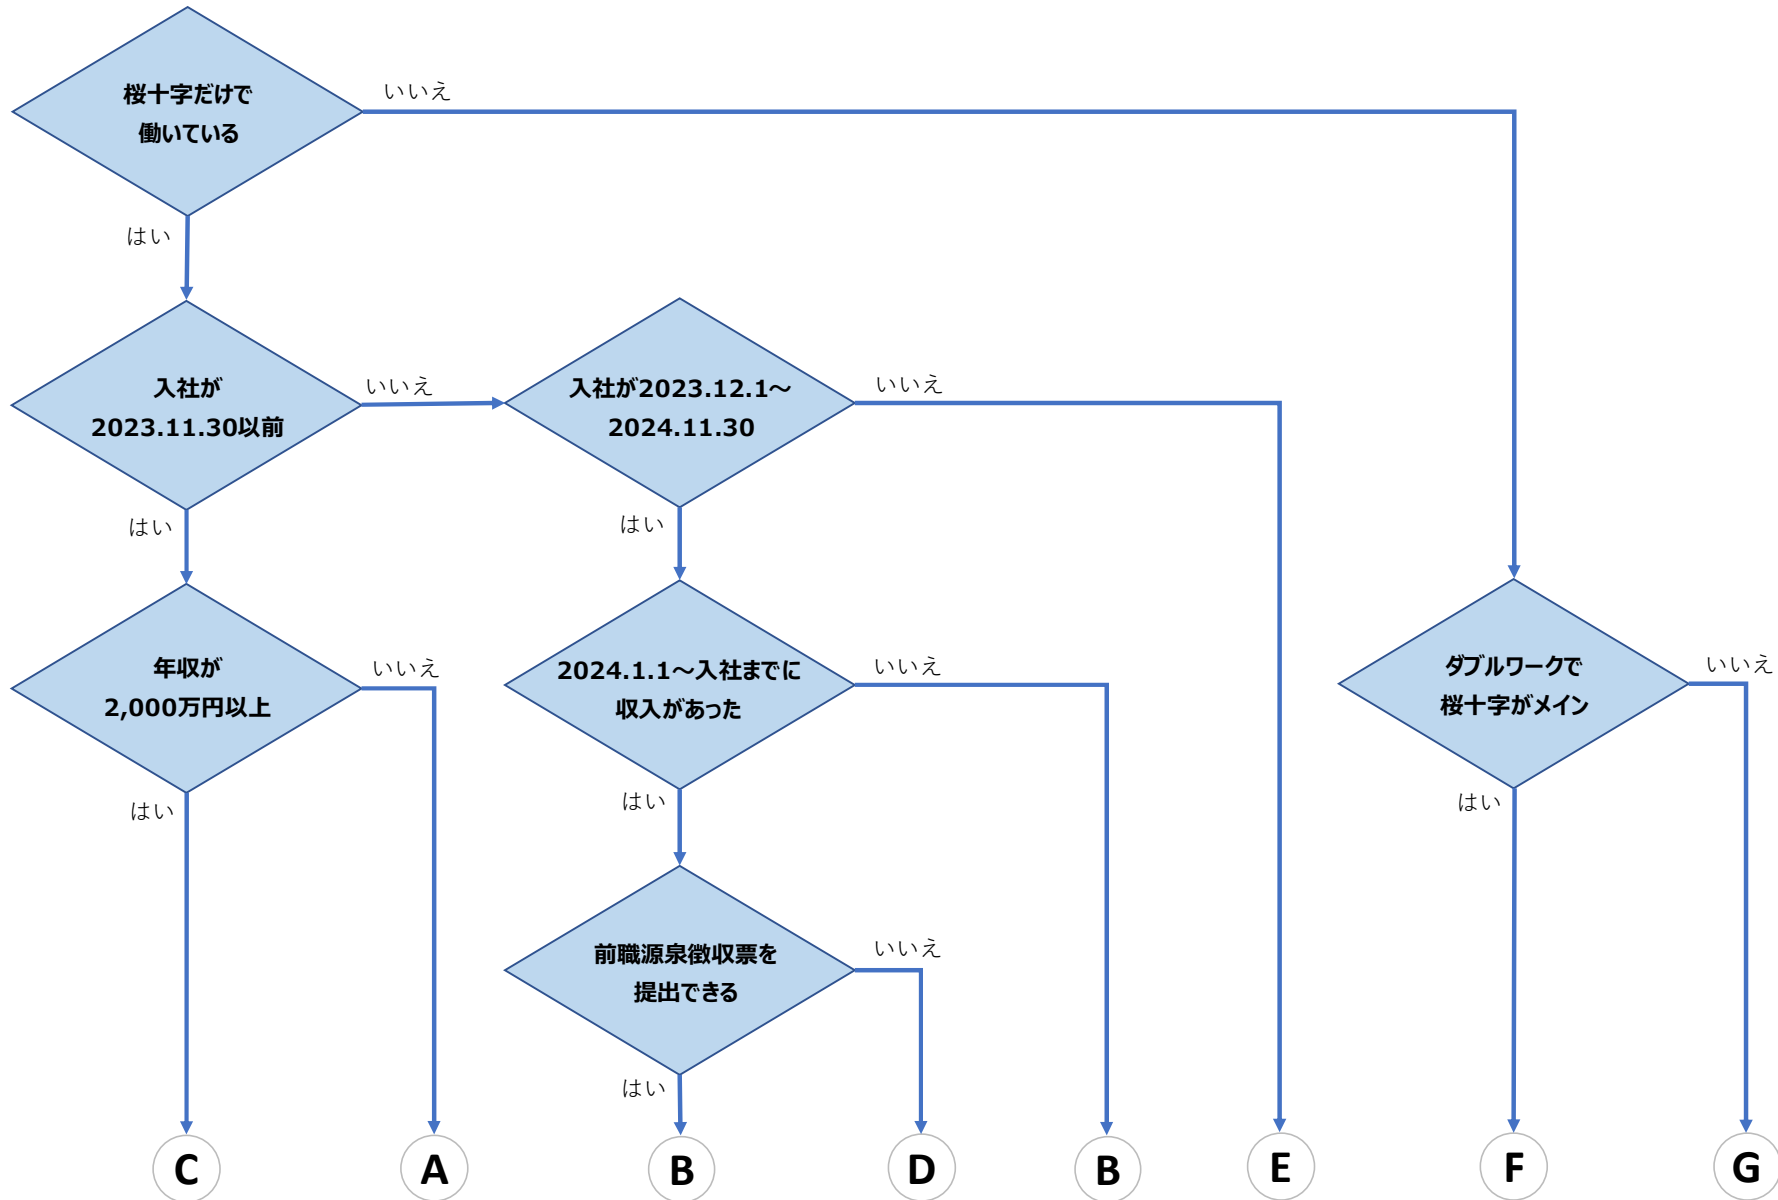 桜十字だけで
働いている
いいえ
はい
入社が
2023.11.30以前
いいえ
入社が2023.12.1～
2024.11.30
いいえ
はい
はい
年収が
2,000万円以上
いいえ
2024.1.1～入社までに
収入があった
いいえ
ダブルワークで
桜十字がメイン
いいえ
はい
はい
はい
前職源泉徴収票を
提出できる
いいえ
はい
C
A
B
D
B
E
F
G